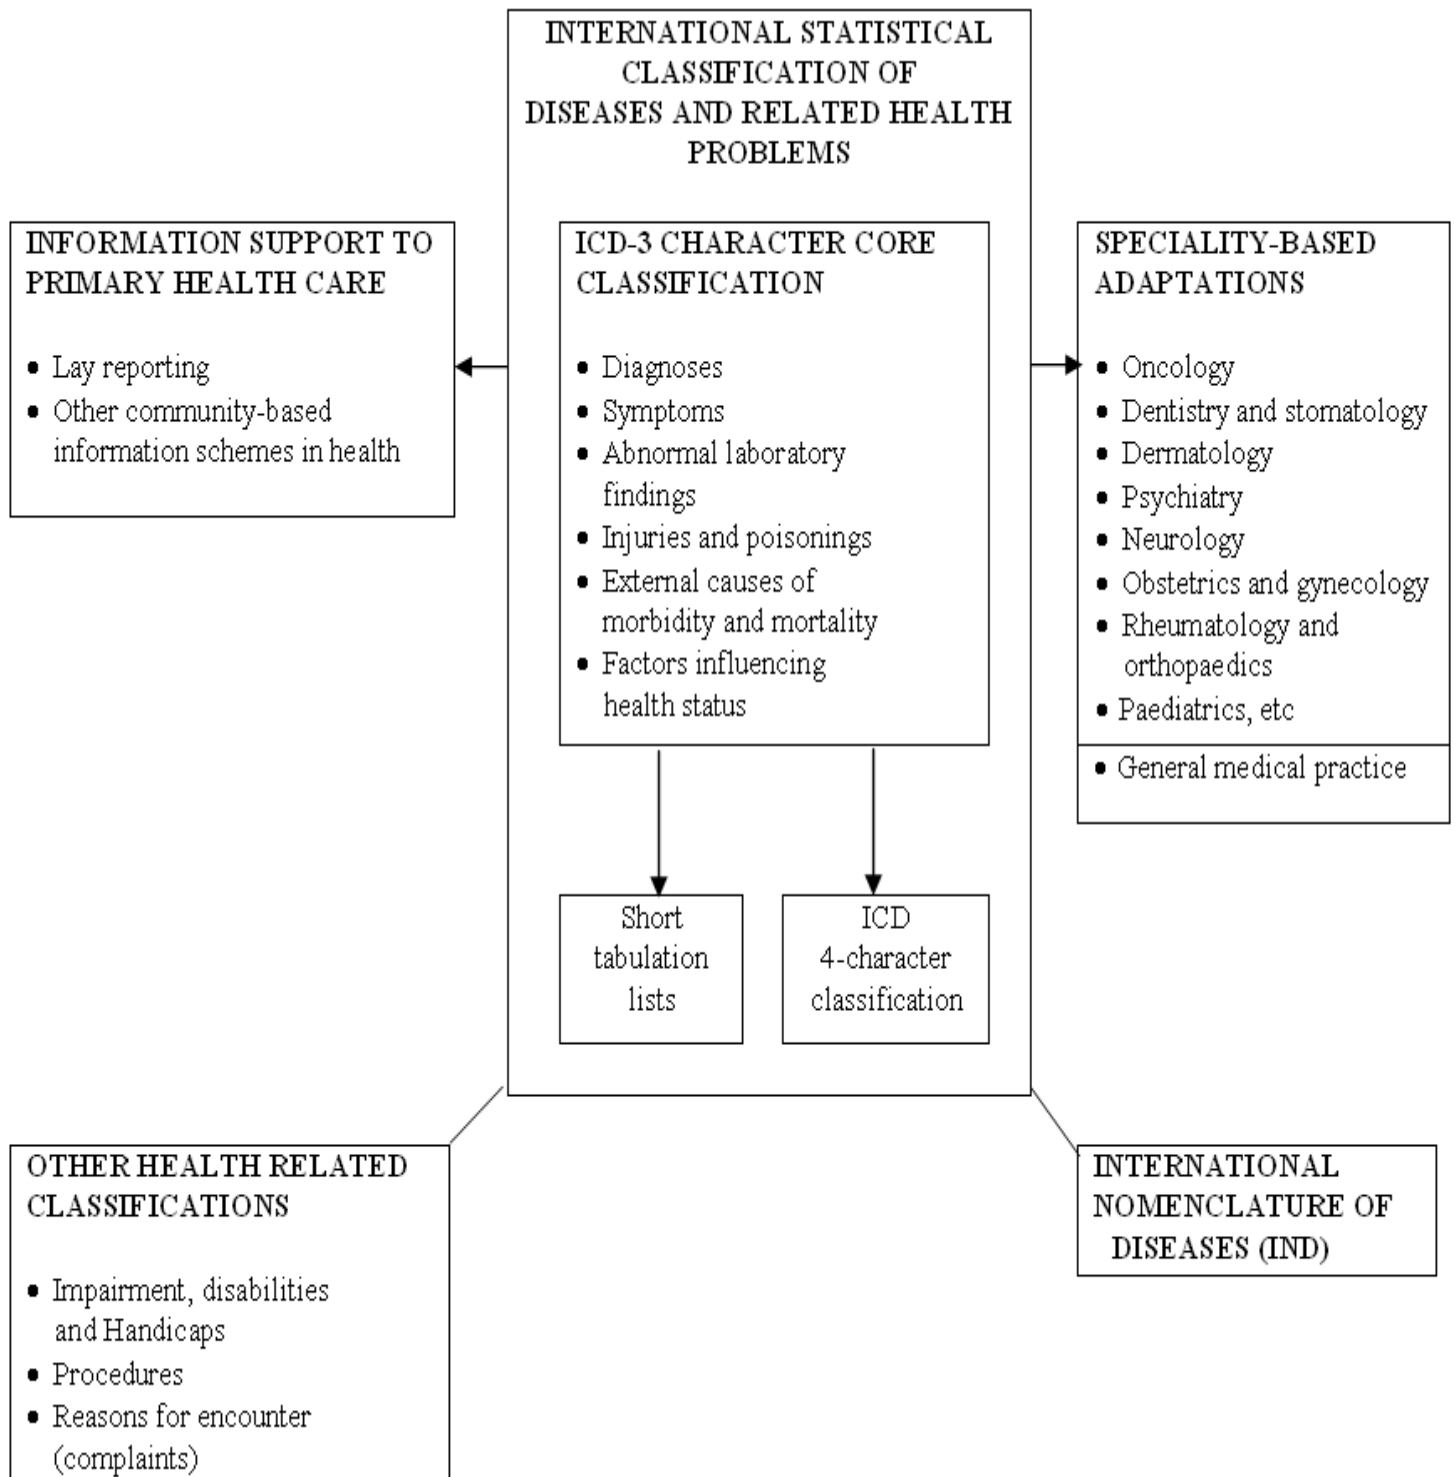 INTERNATIONAL STATISTICAL
CLASSIFICATION OF
DISEASES AND RELATED HEALTH
PROBLEMS
INFORMATION SUPPORT TO
PRIMARY HEALTH CARE
• Lay reporting
• Other community-based
information schemes in health
ICD-3 CHARACTER CORE
CLASSIFICATION
• Diagnoses
• Symptoms
• Abnormal laboratory
findings
• Injuries and poisonings
• External causes of
morbidity and mortality
• Factors influencing
health status
SPECIALITY-BASED
ADAPTATIONS
• Oncology
• Dentistry and stomatology
• Dermatology
• Psychiatry
• Neurology
• Obstetrics and gynecology
• Rheumatology and
orthopaedics
• Paediatrics, etc
• General medical practice
Short
tabulation
lists
ICD
4-character
classification
OTHER HEALTH RELATED
CLASSIFICATIONS
• Impairment, disabilities
and Handicaps
• Procedures
• Reasons for encounter
(complaints)
INTERNATIONAL
NOMENCLATURE OF
DISEASES (IND)